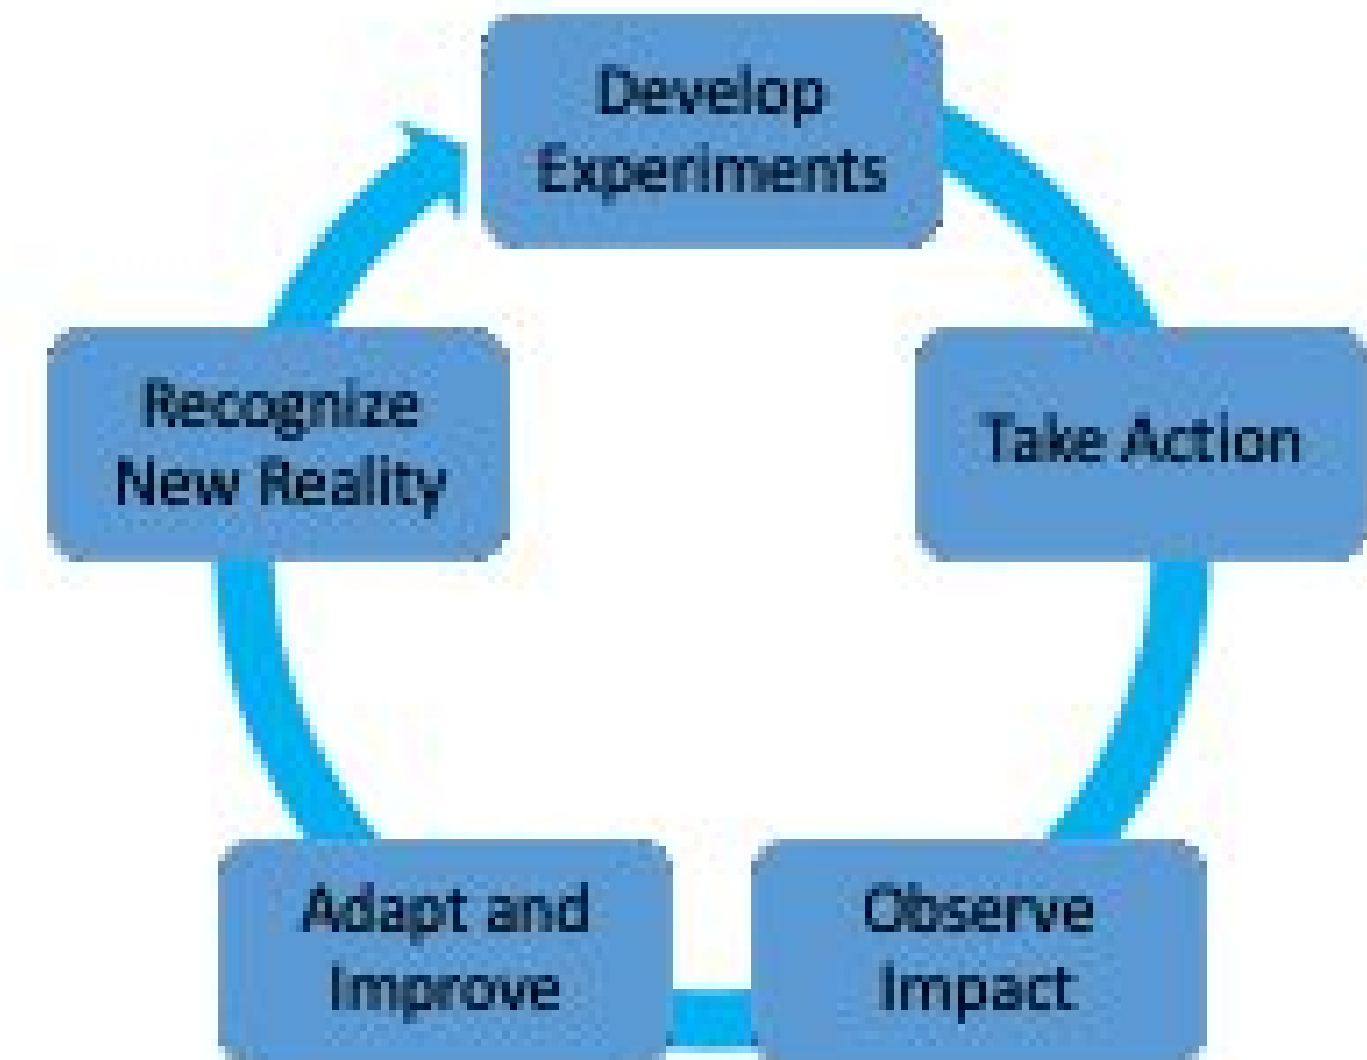 Develop
Experiments
Take Action
Observe
Impact
Adapt and
Improve
Recognize
New Reality